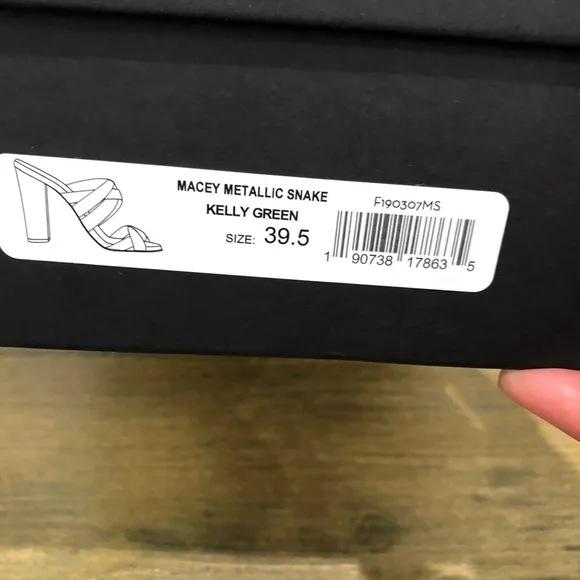 MACEY METALLIC SNAKE
KELLY GREEN
SIZE: 39.5
F190307MS
1 90738 17863 5